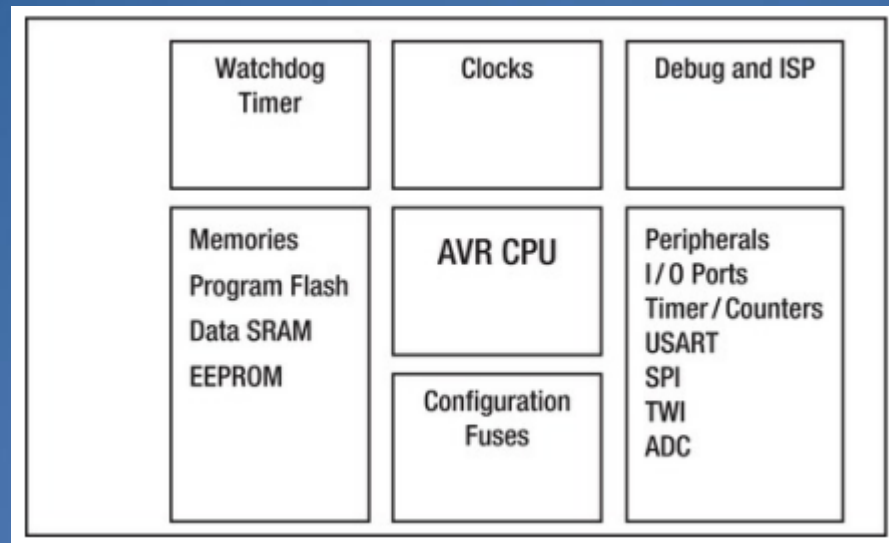 Watchdog
Timer
Clocks
Debug and ISP
Memories
Program Flash
Data SRAM
EEPROM
AVR CPU
Configuration
Fuses
Peripherals
I/O Ports
Timer/Counters
USART
SPI
TWI
ADC